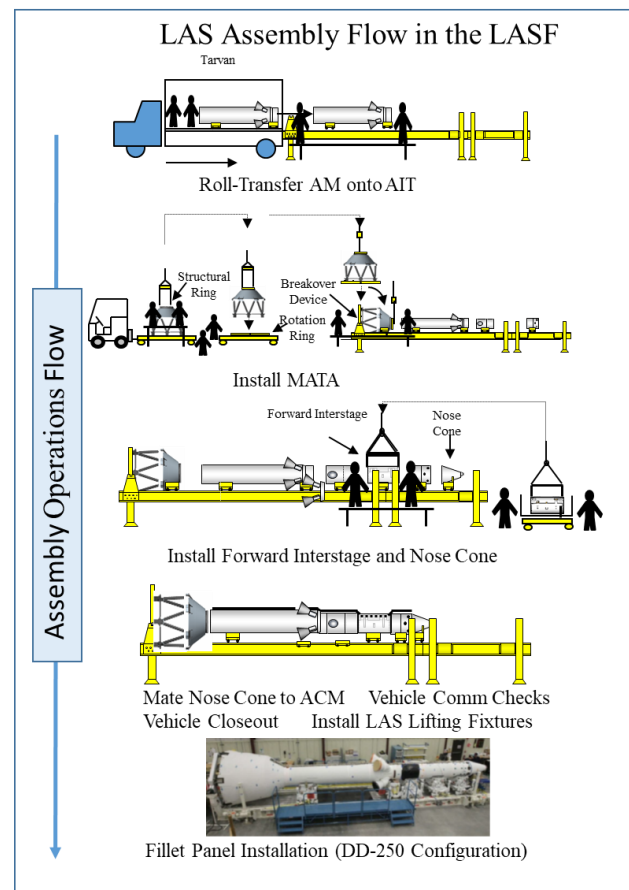 LAS Assembly Flow in the LASF
Tarvan
Roll-Transfer AM onto AIT
Structural
Ring
Breakover
Device
Rotation
Ring
Install MATA
Forward Interstage
Nose
Cone
Install Forward Interstage and Nose Cone
Mate Nose Cone to ACM Vehicle Comm Checks
Vehicle Closeout Install LAS Lifting Fixtures
Fillet Panel Installation (DD-250 Configuration)
Assembly Operations Flow